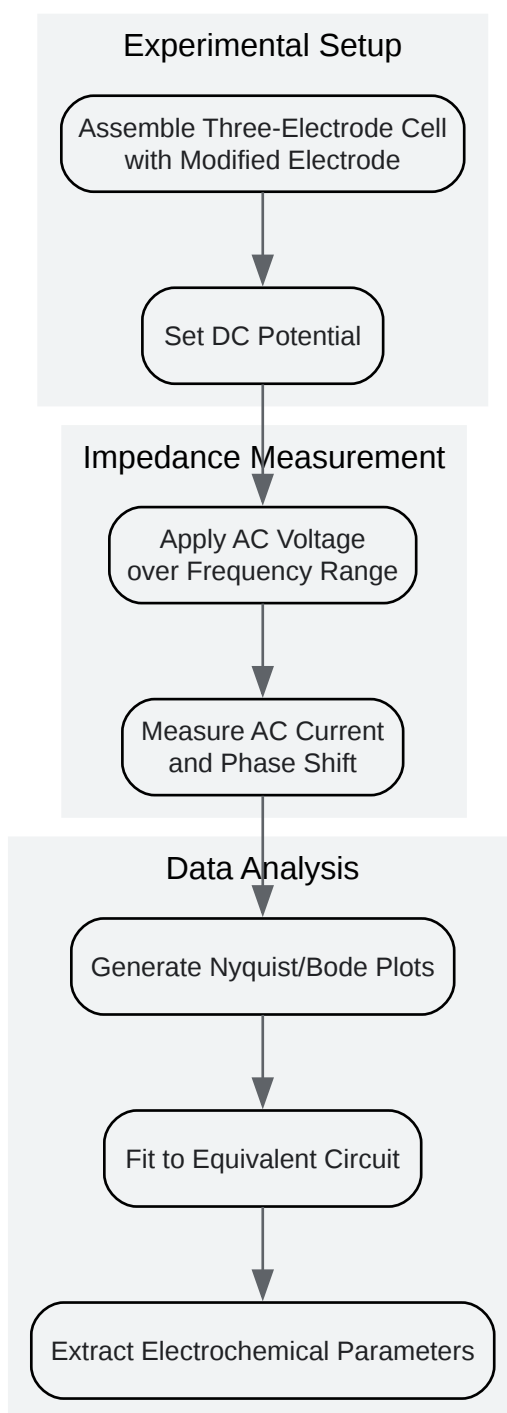 Experimental Setup
Assemble Three-Electrode Cell
with Modified Electrode
Set DC Potential
Impedance Measurement
Apply AC Voltage
over Frequency Range
Measure AC Current
and Phase Shift
Data Analysis
Generate Nyquist/Bode Plots
Fit to Equivalent Circuit
Extract Electrochemical Parameters